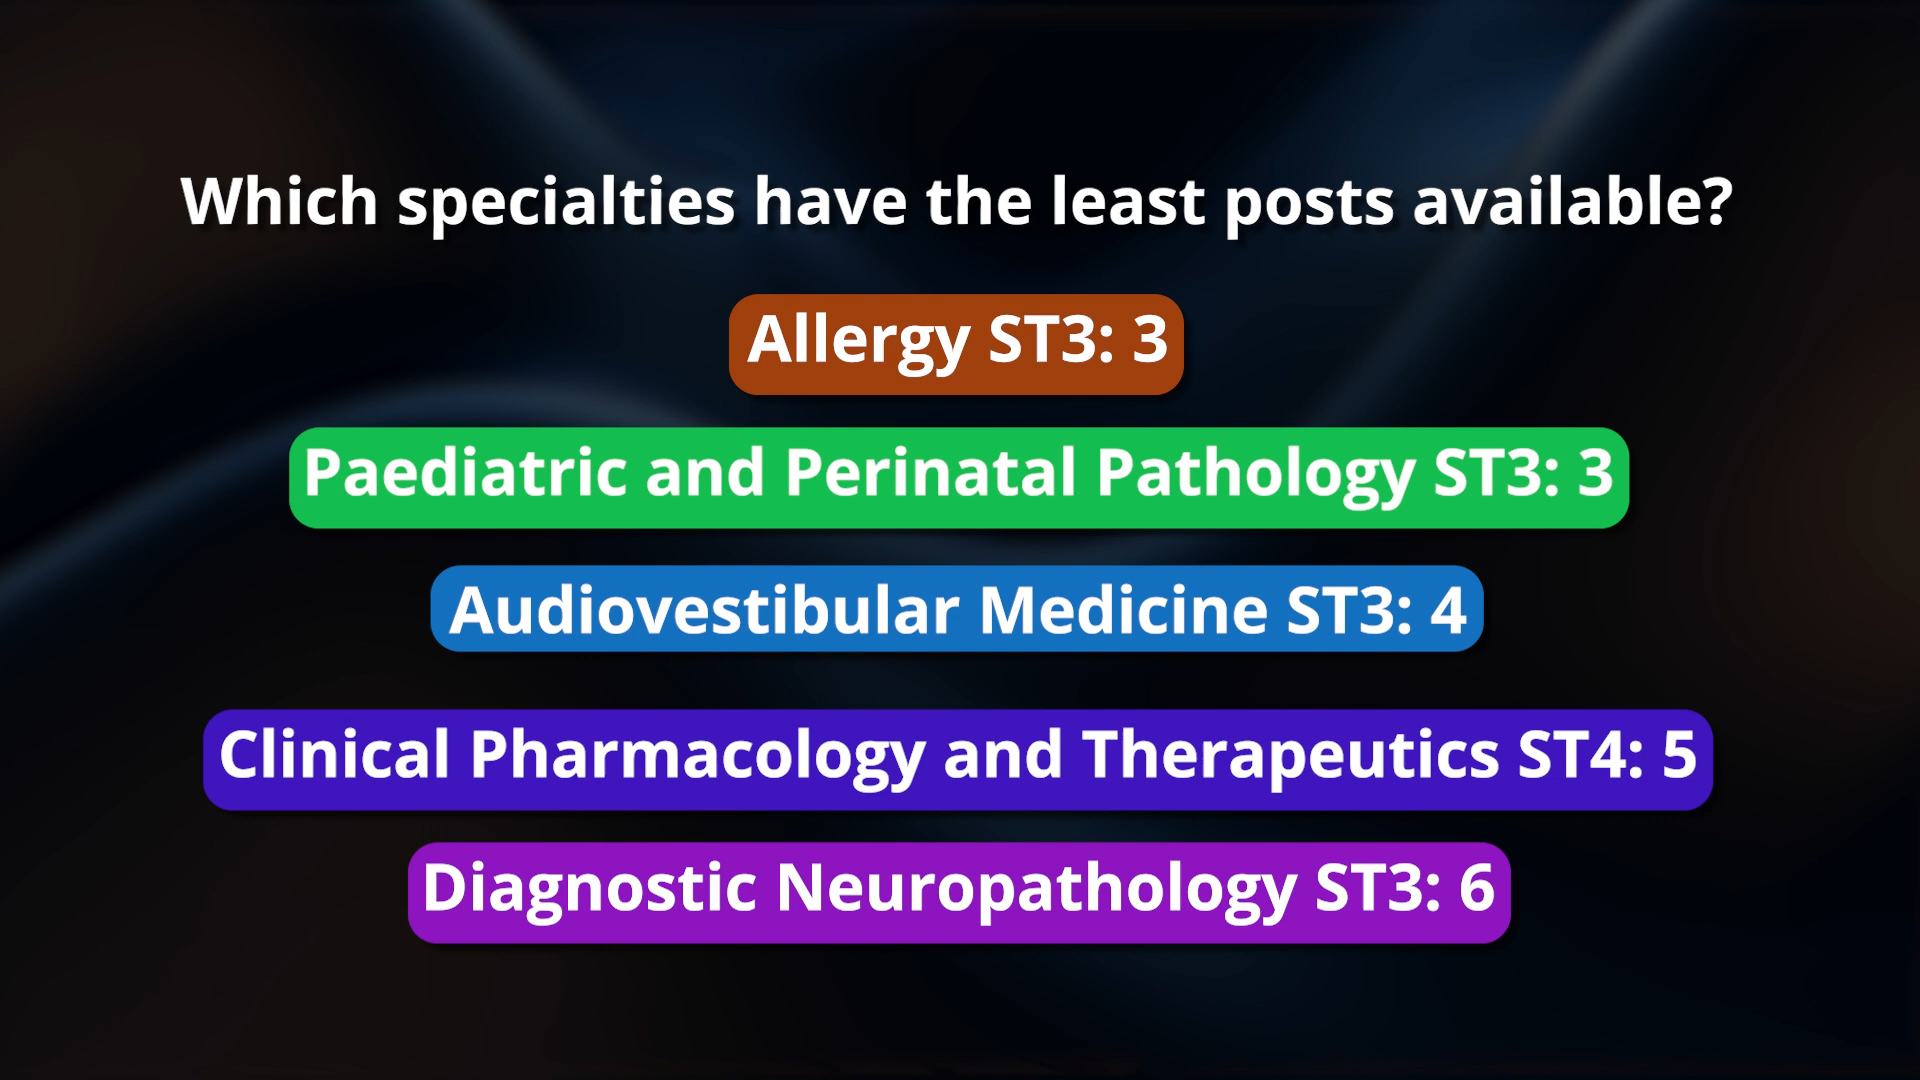 Which specialties have the least posts available?
Allergy ST3: 3
Paediatric and Perinatal Pathology ST3: 3
Audiovestibular Medicine ST3: 4
Clinical Pharmacology and Therapeutics ST4: 5
Diagnostic Neuropathology ST3: 6